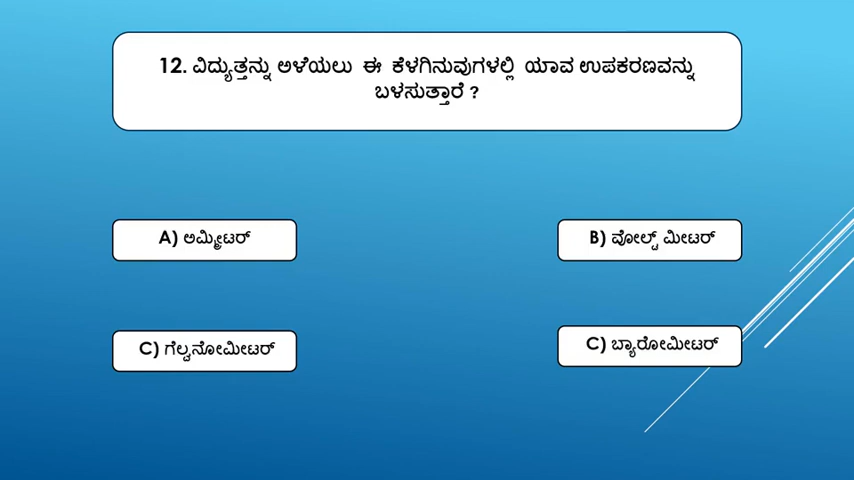 12. ವಿದ್ಯುತ್ತನ್ನು ಅಳೆಯಲು ಈ ಕೆಳಗಿನುವುಗಳಲ್ಲಿ ಯಾವ ಉಪಕರಣವನ್ನು
ಬಳಸುತ್ತಾರೆ ?
A) ಅಮ್ಮೀಟರ್
B) ವೋಲ್ಟ್ ಮೀಟರ್
C) ಗೆಲ್ವನೋಮೀಟರ್
C) ಬ್ಯಾರೋಮೀಟರ್